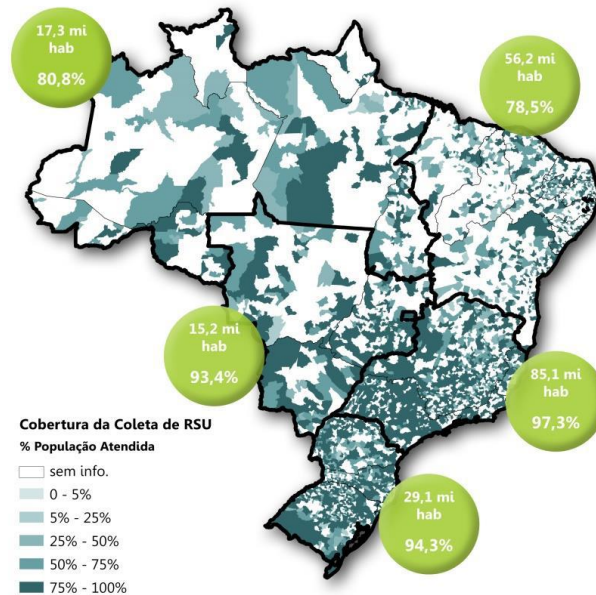 17,3 mi
hab
80,8%
56,2 mi
hab
78,5%
15,2 mi
hab
93,4%
85,1 mi
hab
97,3%
29,1 mi
hab
94,3%
Cobertura da Coleta de RSU
% População Atendida
sem info.
0 - 5%
5% - 25%
25% - 50%
50% - 75%
75% - 100%